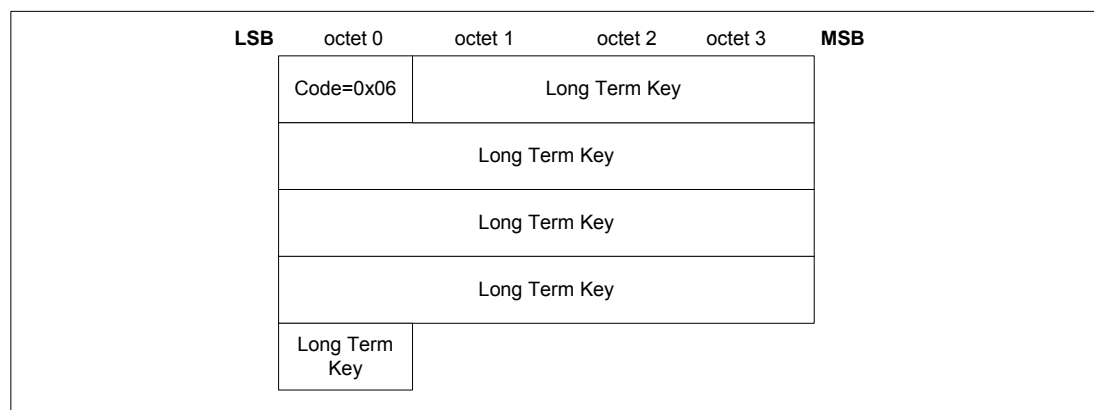 LSB octet 0 octet 1 octet 2 octet 3 MSB
Code=0x06 Long Term Key
Long Term Key
Long Term Key
Long Term Key
Long Term
Key